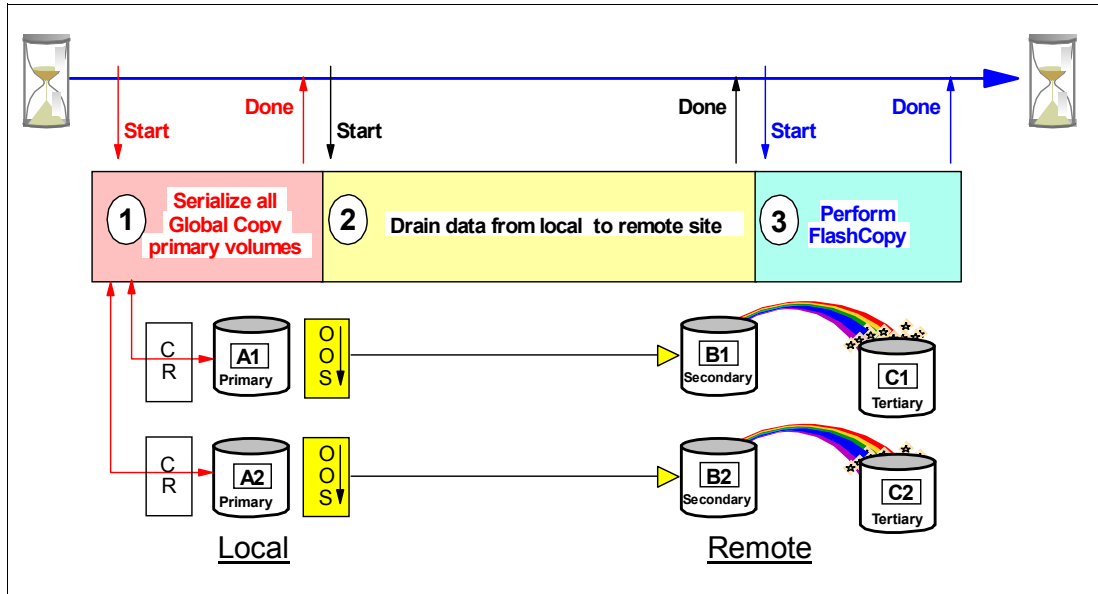 Start
Done
Start
Done
Start
Done
1
Serialize all
Global Copy
primary volumes
2
Drain data from local to remote site
3
Perform
FlashCopy
C
R
A1
Primary
O
O
S
B1
Secondary
C1
Tertiary
C
R
A2
Primary
O
O
S
B2
Secondary
C2
Tertiary
Local
Remote